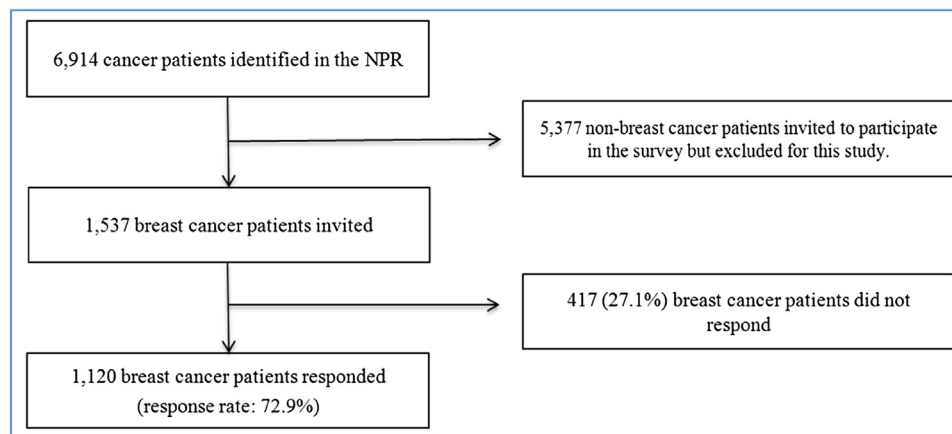 6,914 cancer patients identified in the NPR
5,377 non-breast cancer patients invited to participate
in the survey but excluded for this study.
1,537 breast cancer patients invited
417 (27.1%) breast cancer patients did not
respond
1,120 breast cancer patients responded
(response rate: 72.9%)